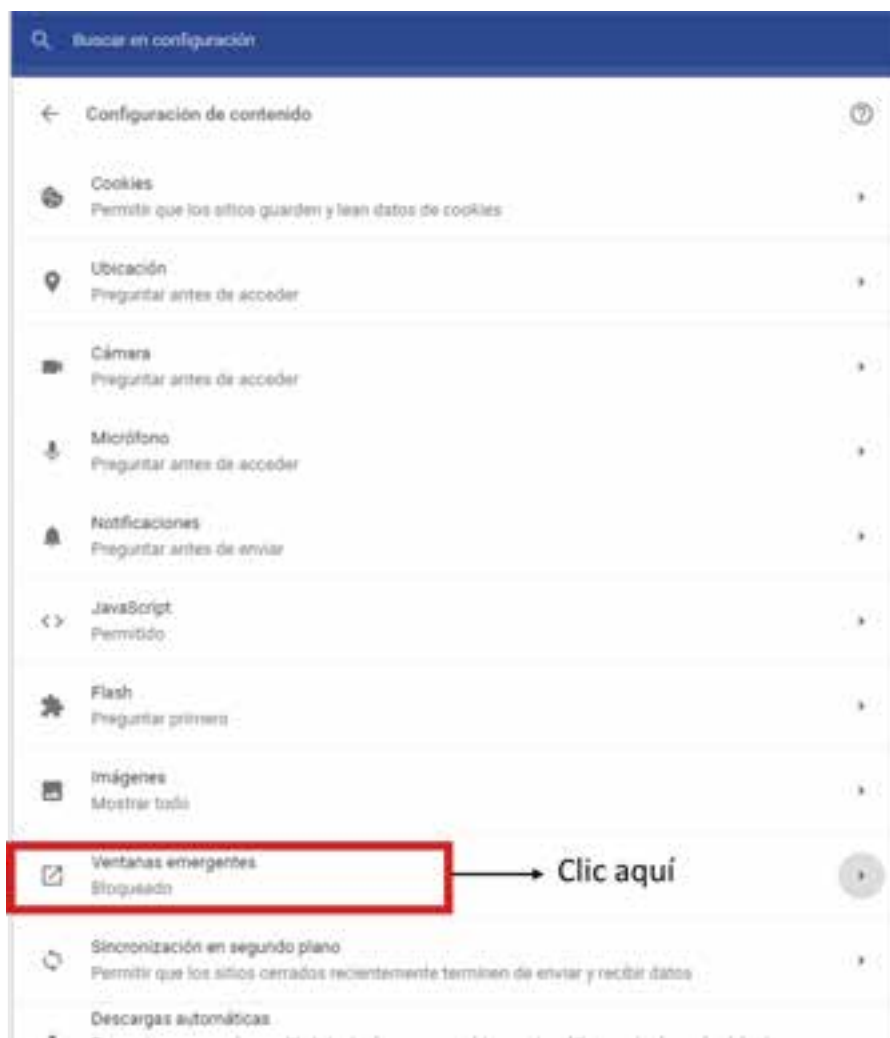 Buscar en configuración
Configuración de contenido
Cookies
Permitir que los sitios guarden y lean datos de cookies
Ubicación
Preguntar antes de acceder
Cámara
Preguntar antes de acceder
Micrófono
Preguntar antes de acceder
Notificaciones
Preguntar antes de enviar
JavaScript
Permitido
Flash
Preguntar primero
Imágenes
Mostrar todo
Ventanas emergentes
Bloqueado
Clic aquí
Sincronización en segundo plano
Permitir que los sitios cerrados recientemente terminen de enviar y recibir datos
Descargas automáticas